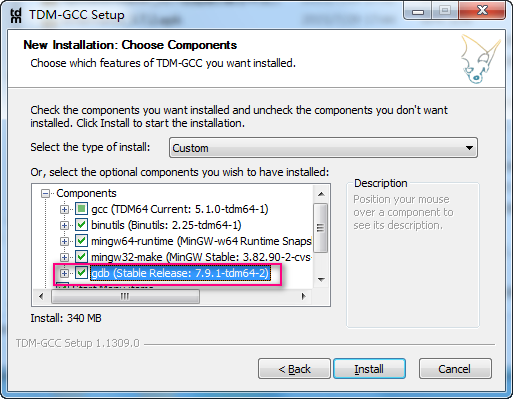 tdm TDM-GCC Setup
New Installation: Choose Components
Choose which features of TDM-GCC you want installed.
Check the components you want installed and uncheck the components you don't want
installed. Click Install to start the installation.
Select the type of install: Custom
Or, select the optional components you wish to have installed:
Components
gcc (TDM64 Current: 5.1.0-tdm64-1)
binutils (Binutils: 2.25-tdm64-1)
mingw64-runtime (MinGW-w64 Runtime Snaps
mingw32-make (MinGW Stable: 3.82.90-2-cvs-
gdb (Stable Release: 7.9.1-tdm64-2)
Description
Position your mouse
over a component to
see its description.
Install: 340 MB
TDM-GCC Setup 1.1309.0
< Back
Install
Cancel